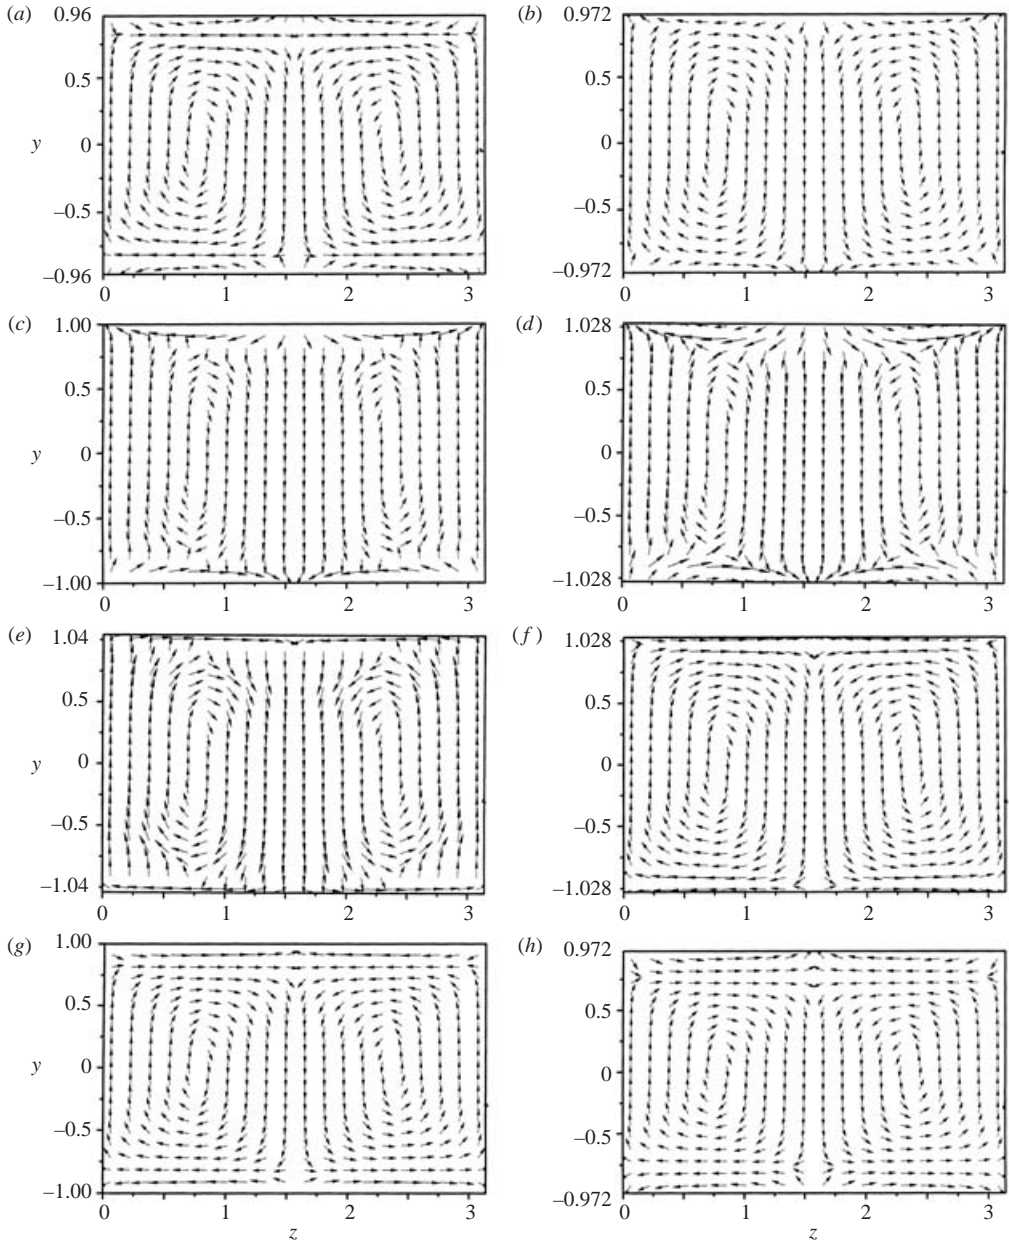 (a) 0.96 (b) 0.972
0.5 0.5
y 0 0
–0.5 –0.5
–0.96 –0.972
0 1 2 3 0 1 2 3
(c) 1.00 (d) 1.028
0.5 0.5
y 0 0
–0.5 –0.5
–1.00 –1.028
0 1 2 3 0 1 2 3
(e) 1.04 (f) 1.028
0.5 0.5
y 0 0
–0.5 –0.5
–1.04 –1.028
0 1 2 3 0 1 2 3
(g) 1.00 (h) 0.972
0.5 0.5
y 0 0
–0.5 –0.5
–1.00 –0.972
0 1 2 3 0 1 2 3
z z